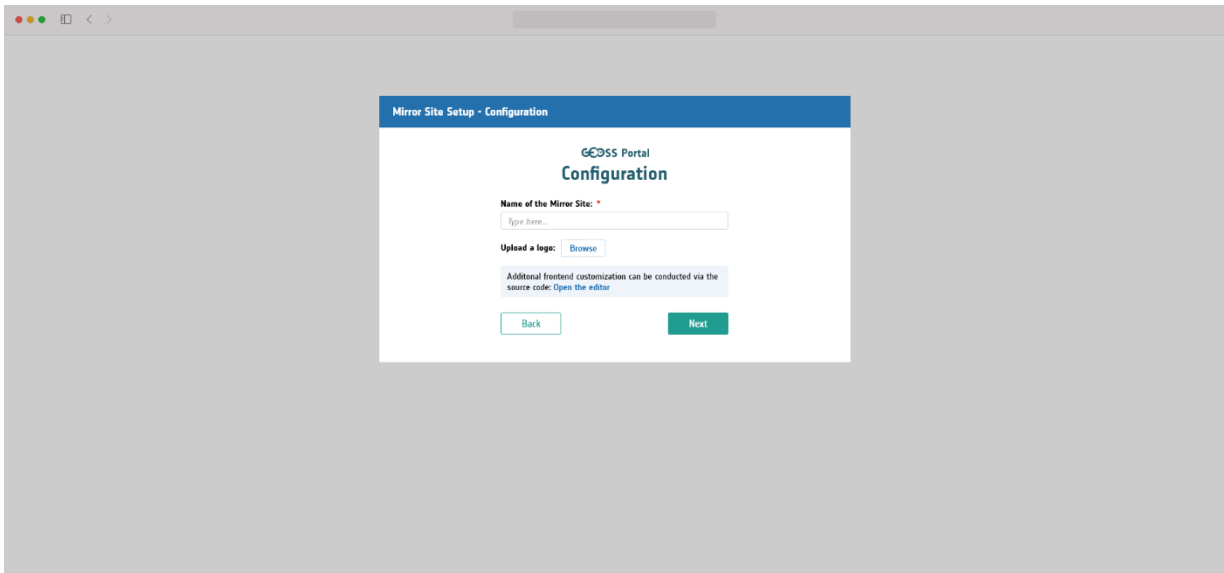 Mirror Site Setup - Configuration
GEOSS Portal
Configuration
Name of the Mirror Site: *
Type here...
Upload a logo: Browse
Additonal frontend customization can be conducted via the
source code: Open the editor
Back Next